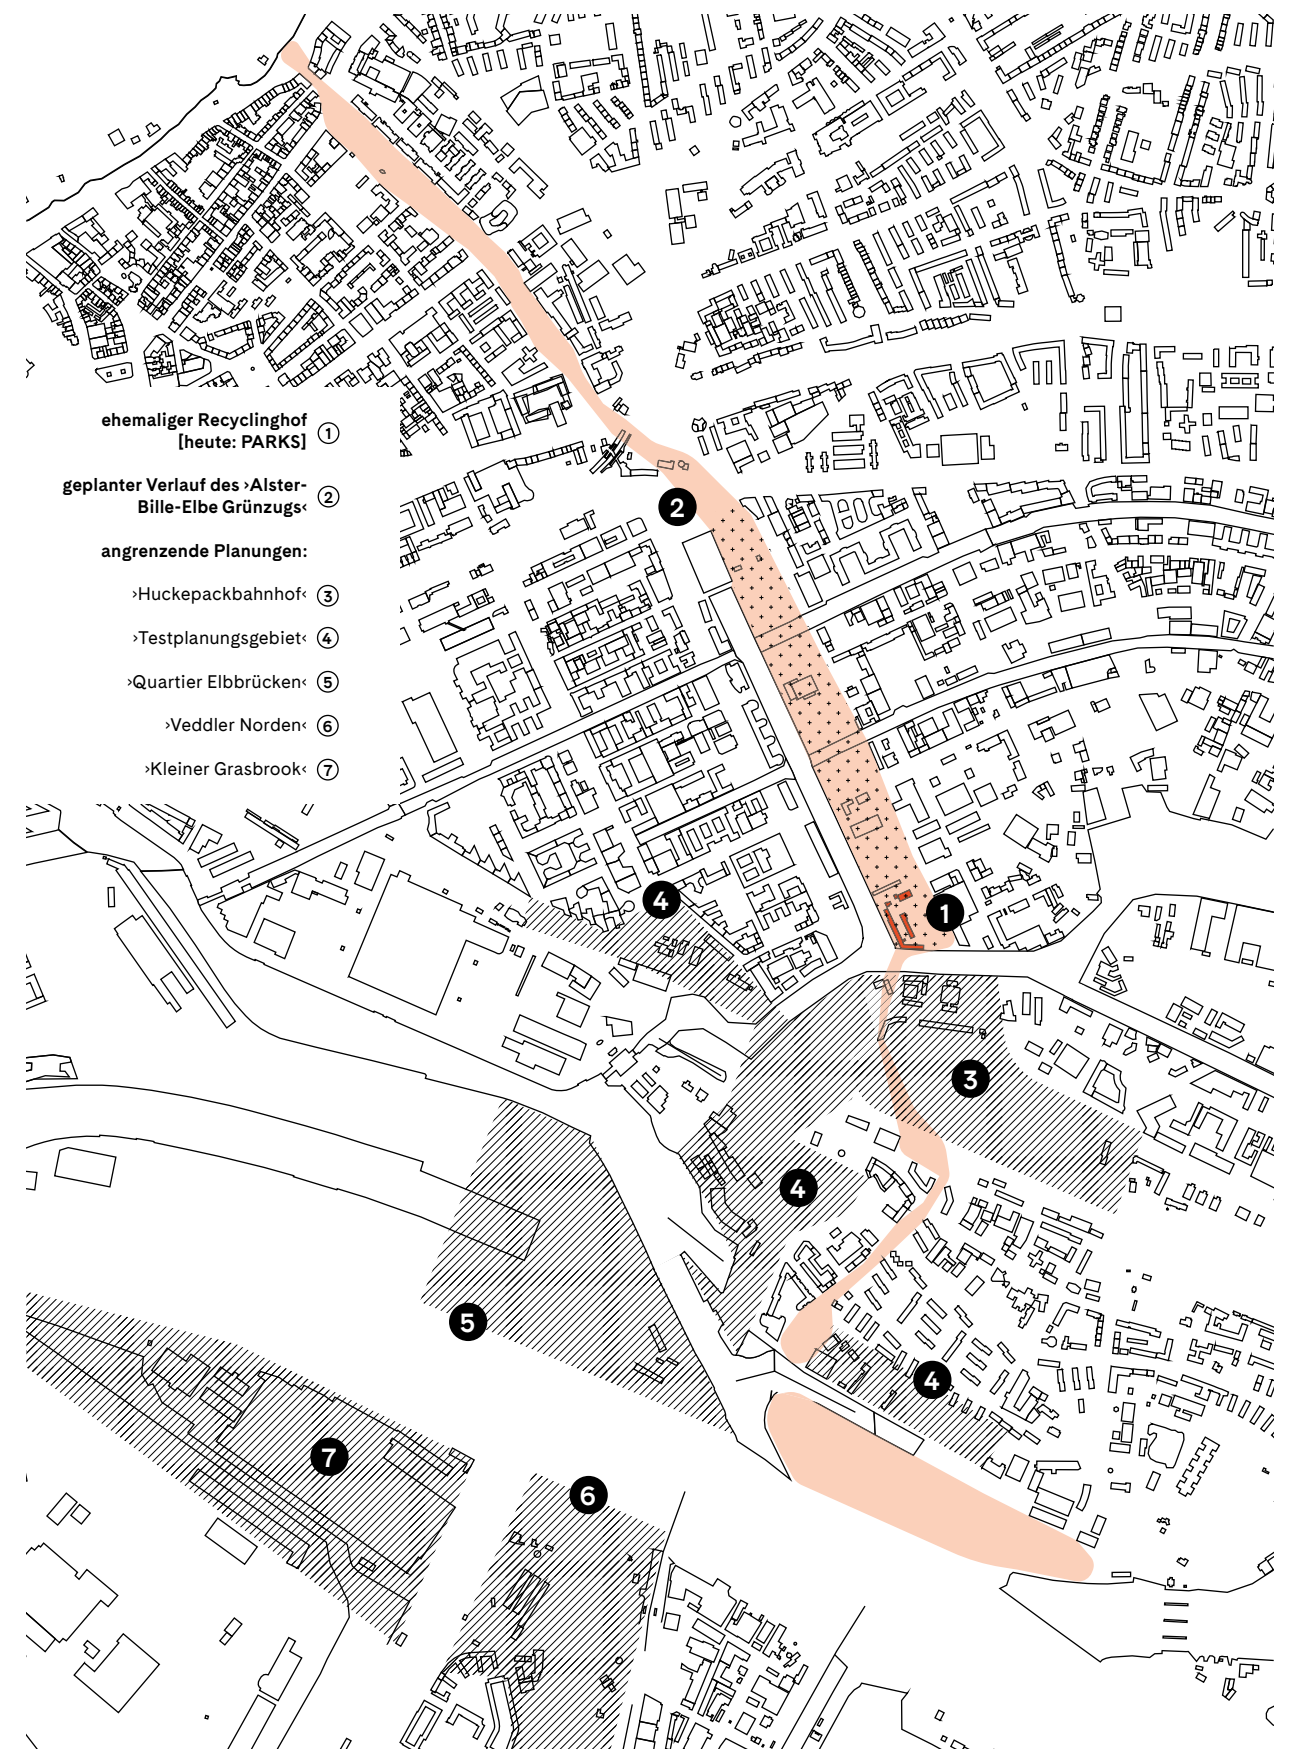 ehemaliger Recyclinghof
[heute: PARKS] 1
geplanter Verlauf des ›Alster-
Bille-Elbe Grünzugs‹ 2
angrenzende Planungen:
›Huckepackbahnhof‹ 3
›Testplanungsgebiet‹ 4
›Quartier Elbbrücken‹ 5
›Veddler Norden‹ 6
›Kleiner Grasbrook‹ 7
2
4
1
3
4
5
4
7
6